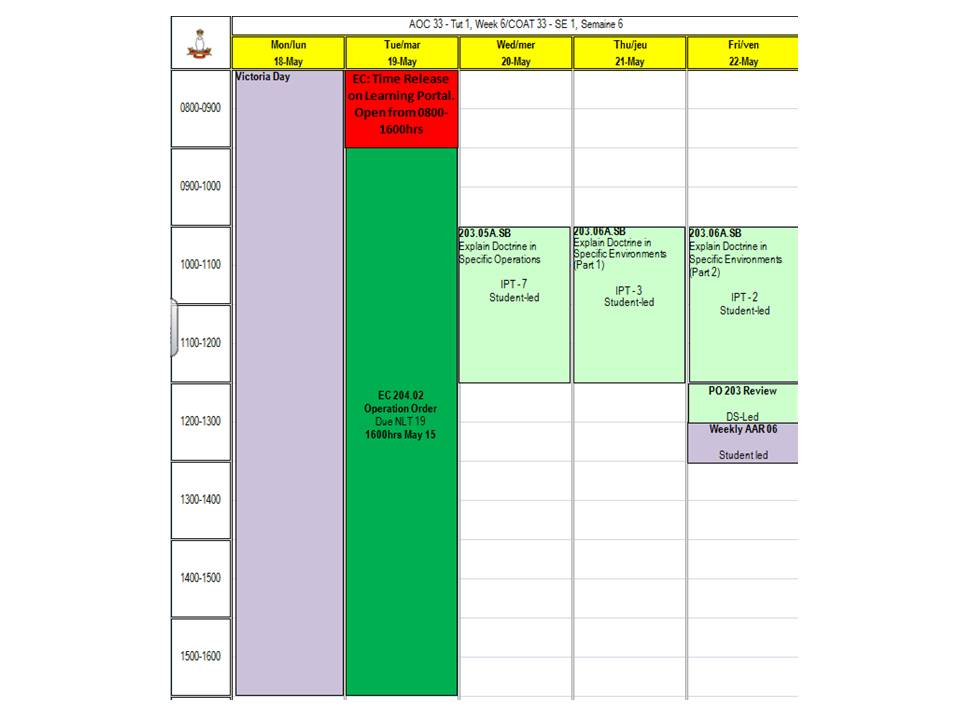 AOC 33 - Tut 1, Week 6/COAT 33 - SE 1, Semaine 6
Mon/lun
18-May
Tue/mar
19-May
Wed/mer
20-May
Thu/jeu
21-May
Fri/ven
22-May
0800-0900
0900-1000
1000-1100
1100-1200
1200-1300
1300-1400
1400-1500
1500-1600
Victoria Day
EC: Time Release
on Learning Portal.
Open from 0800-
1600hrs
EC 204.02
Operation Order
Due NLT 19
1600hrs May 15
203.05A.SB
Explain Doctrine in
Specific Operations
IPT - 7
Student-led
203.06A.SB
Explain Doctrine in
Specific Environments
(Part 1)
IPT - 3
Student-led
203.06A.SB
Explain Doctrine in
Specific Environments
(Part 2)
IPT - 2
Student-led
PO 203 Review
DS-Led
Weekly AAR 06
Student led